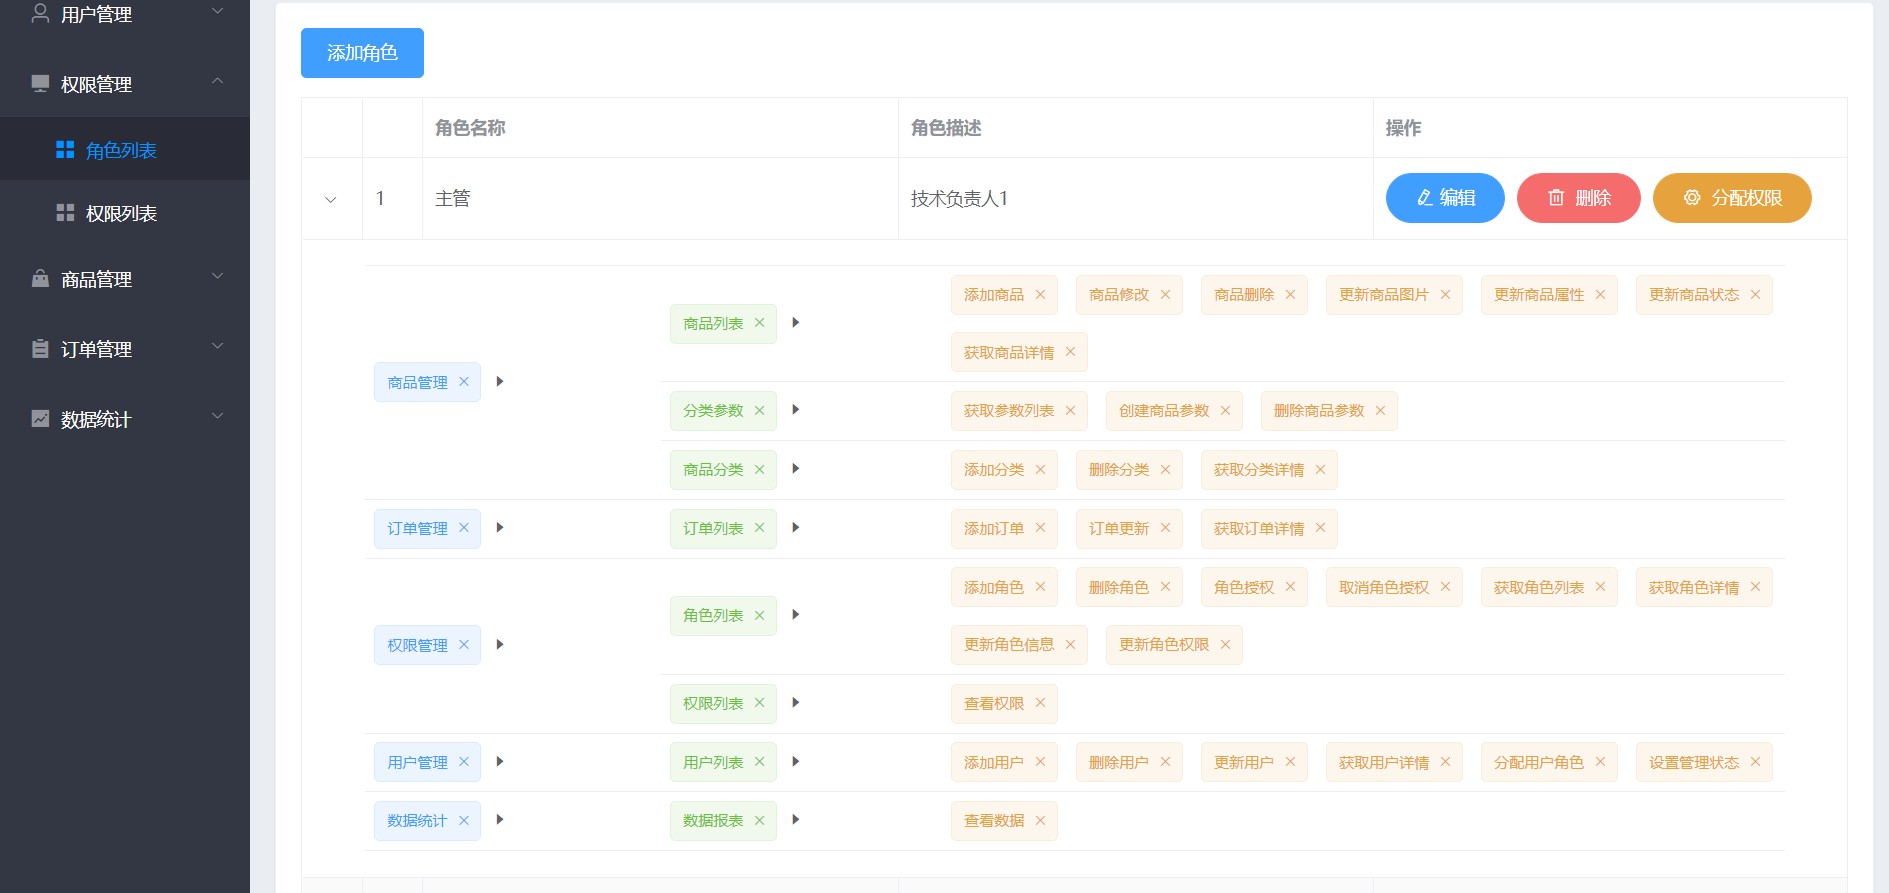 用户管理
权限管理
角色列表
权限列表
商品管理
订单管理
数据统计
添加角色
角色名称 角色描述 操作
1 主管 技术负责人1 编辑 删除 分配权限
商品管理
商品列表
添加商品 商品修改 商品删除 更新商品图片 更新商品属性 更新商品状态
获取商品详情
分类参数 获取参数列表 创建商品参数 删除商品参数
商品分类 添加分类 删除分类 获取分类详情
订单管理 订单列表 添加订单 订单更新 获取订单详情
权限管理
角色列表
添加角色 删除角色 角色授权 取消角色授权 获取角色列表 获取角色详情
更新角色信息 更新角色权限
权限列表 查看权限
用户管理 用户列表 添加用户 删除用户 更新用户 获取用户详情 分配用户角色 设置管理状态
数据统计 数据报表 查看数据